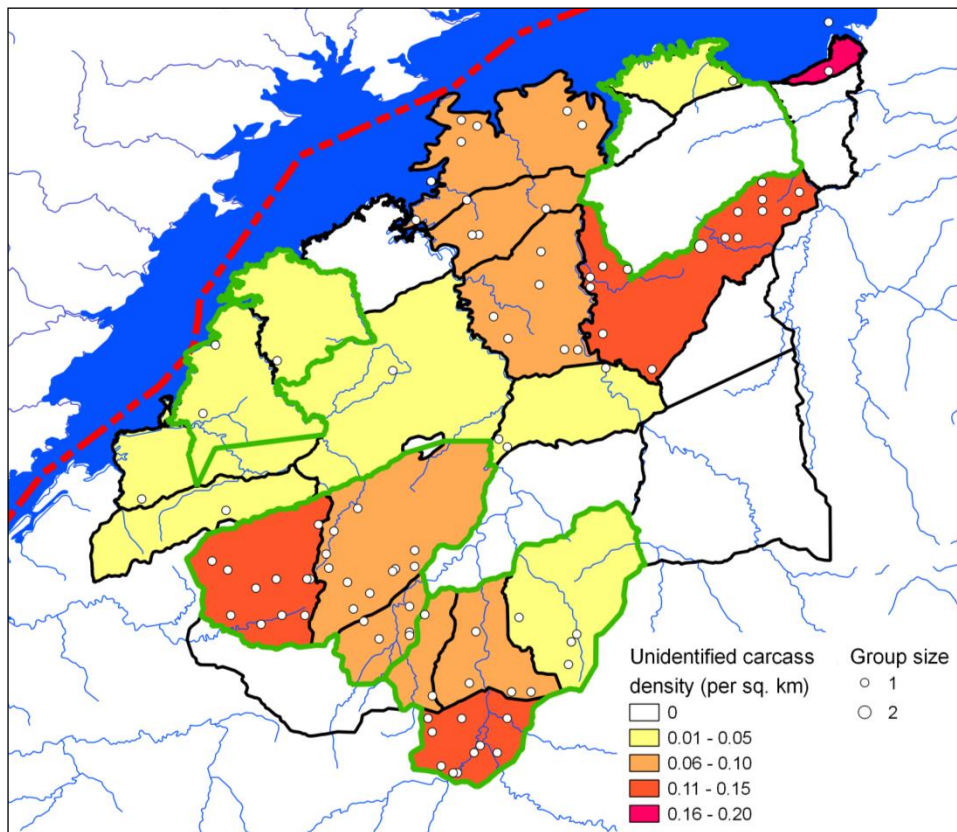 Unidentified carcass
density (per sq. km)
0
0.01 - 0.05
0.06 - 0.10
0.11 - 0.15
0.16 - 0.20
Group size
1
2